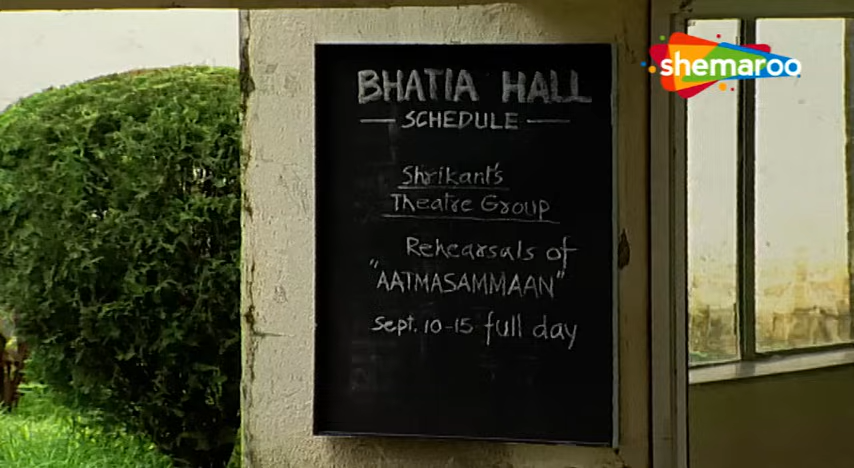 shemaroo
BHATIA HALL
— SCHEDULE —
Shrikant's
Theatre Group
Rehearsals of
"AATMASAMMAAN"
Sept. 10-15 full day